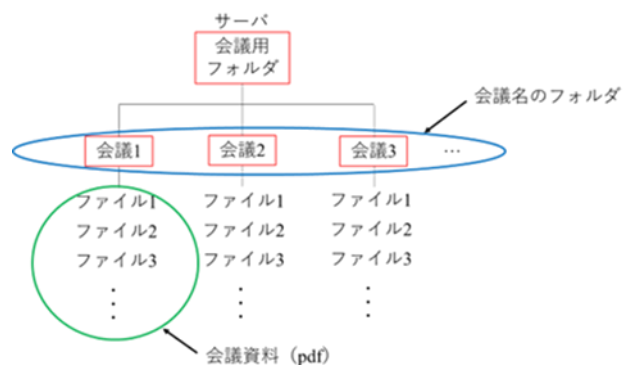 サーバ
会議用
フォルダ
会議名のフォルダ
会議1
会議2
会議3
…
ファイル1
ファイル1
ファイル1
ファイル2
ファイル2
ファイル2
ファイル3
ファイル3
ファイル3
会議資料（pdf）